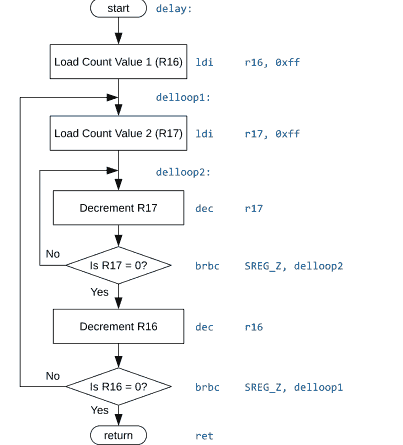 start delay:
Load Count Value 1 (R16) ldi r16, 0xff
delloop1:
Load Count Value 2 (R17) ldi r17, 0xff
delloop2:
Decrement R17 dec r17
No
Is R17 = 0? brbc SREG_Z, delloop2
Yes
Decrement R16 dec r16
No
Is R16 = 0? brbc SREG_Z, delloop1
Yes
return ret